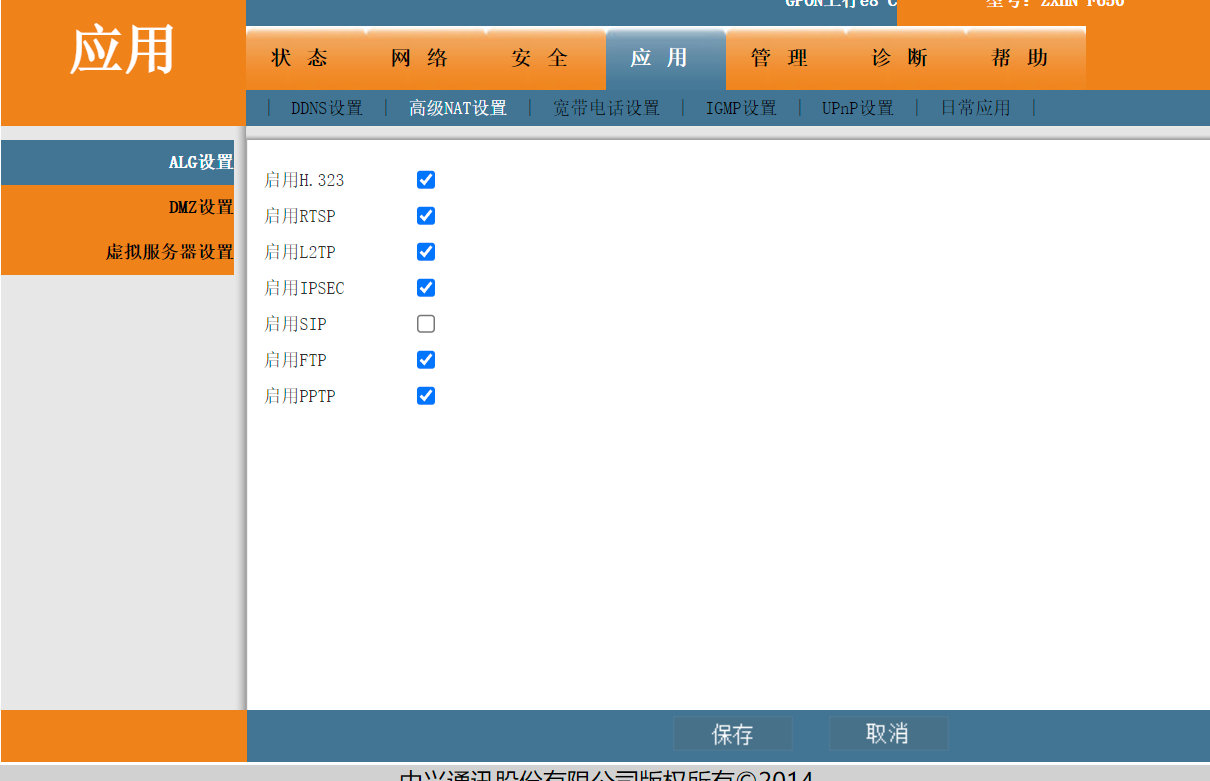 GPON上行e8-C 型号: ZXHN F650
应用
状态 网络 安全 应用 管理 诊断 帮助
| DDNS设置 | 高级NAT设置 | 宽带电话设置 | IGMP设置 | UPnP设置 | 日常应用 |
ALG设置
DMZ设置
虚拟服务器设置
启用H.323
启用RTSP
启用L2TP
启用IPSEC
启用SIP
启用FTP
启用PPTP
保存 取消
中兴通讯股份有限公司版权所有©2014